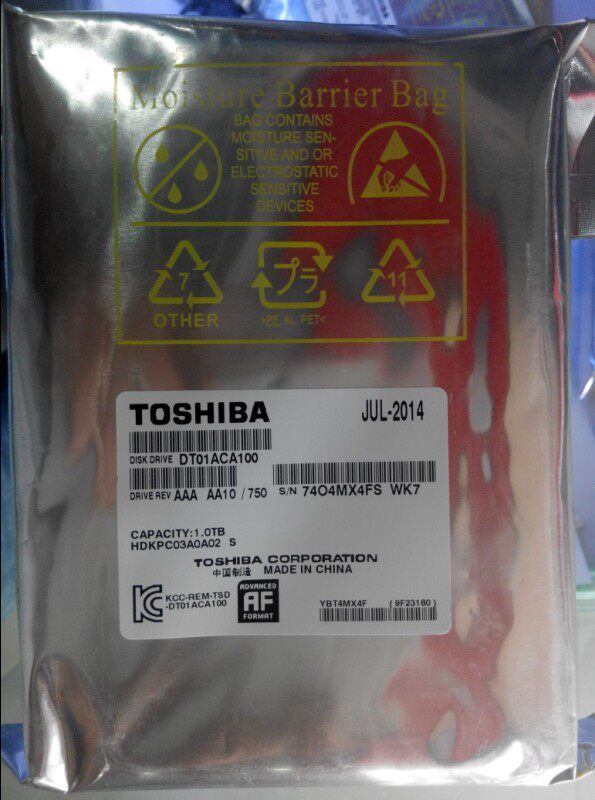 TOSHIBA
Moisture Barrier Bag
BAG CONTAINS
MOISTURE SEN-
SITIVE AND OR
ELECTROSTATIC
SENSITIVE
DEVICES
7
OTHER
プラ
>PE, AL, PET<
11
TOSHIBA
JUL-2014
DISK DRIVE DT01ACA100
DRIVE REV AAA AA10 / 750
S/N 74O4MX4FS WK7
CAPACITY:1.0TB
HDKPC03A0A02 S
TOSHIBA CORPORATION
中国制造 MADE IN CHINA
KCC-REM-TSD
-DT01ACA100
ADVANCED
AF
FORMAT
YBT4MX4F (9F23180)